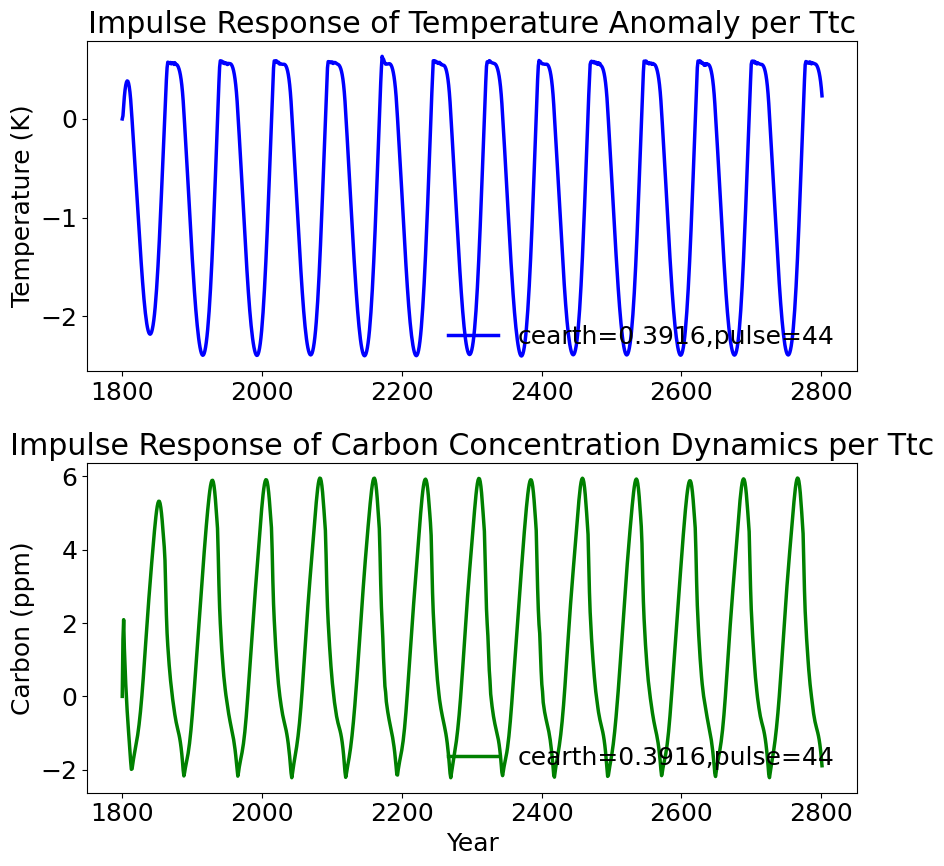 Impulse Response of Temperature Anomaly per Ttc
Temperature (K)
0
−1
−2
cearth=0.3916,pulse=44
1800 2000 2200 2400 2600 2800
Impulse Response of Carbon Concentration Dynamics per Ttc
Carbon (ppm)
6
4
2
0
−2
cearth=0.3916,pulse=44
1800 2000 2200 2400 2600 2800
Year